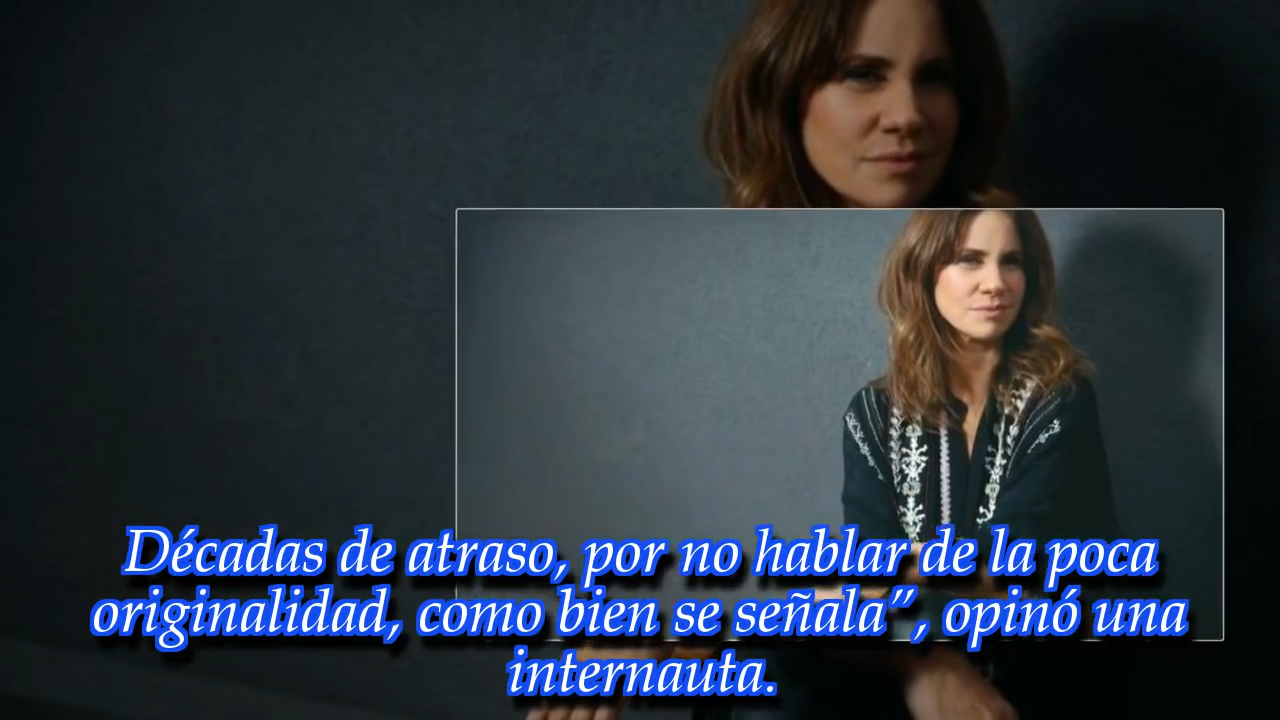 Décadas de atraso, por no hablar de la poca
originalidad, como bien se señala”, opinó una
internauta.